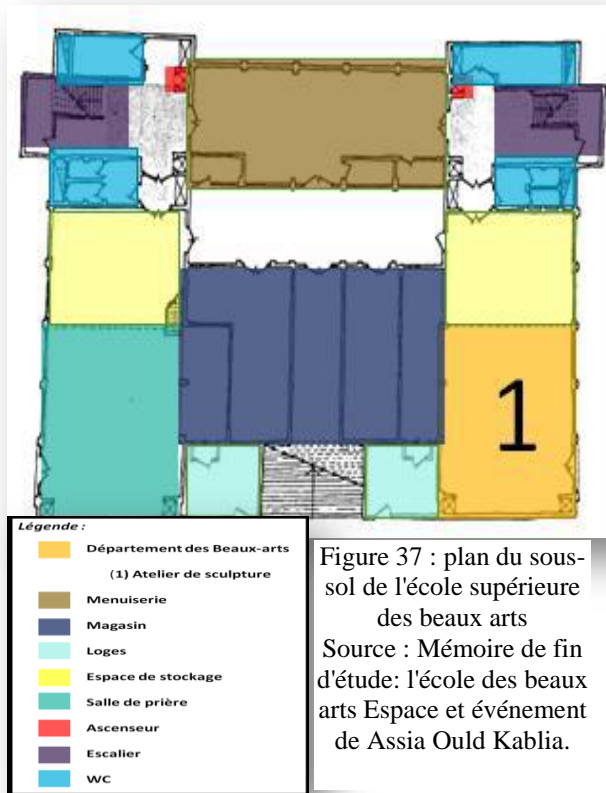 1
Légende :
Département des Beaux-arts
(1) Atelier de sculpture
Menuiserie
Magasin
Loges
Espace de stockage
Salle de prière
Ascenseur
Escalier
WC
Figure 37 : plan du sous-
sol de l'école supérieure
des beaux arts
Source : Mémoire de fin
d'étude: l'école des beaux
arts Espace et événement
de Assia Ould Kablia.